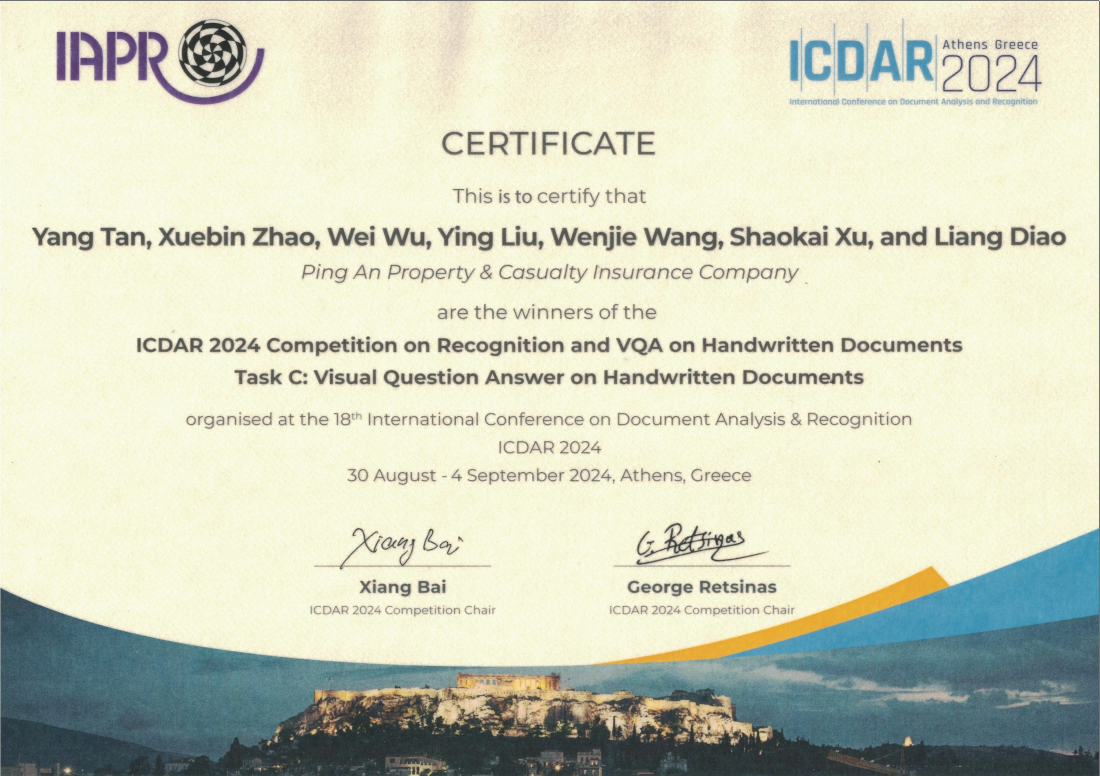 IAPR
ICDAR
Athens Greece
2024
International Conference on Document Analysis and Recognition
CERTIFICATE
This is to certify that
Yang Tan, Xuebin Zhao, Wei Wu, Ying Liu, Wenjie Wang, Shaokai Xu, and Liang Diao
Ping An Property & Casualty Insurance Company
are the winners of the
ICDAR 2024 Competition on Recognition and VQA on Handwritten Documents
Task C: Visual Question Answer on Handwritten Documents
organised at the 18th International Conference on Document Analysis & Recognition
ICDAR 2024
30 August - 4 September 2024, Athens, Greece
Xiang Bai
G. Retsinas
Xiang Bai
George Retsinas
ICDAR 2024 Competition Chair
ICDAR 2024 Competition Chair